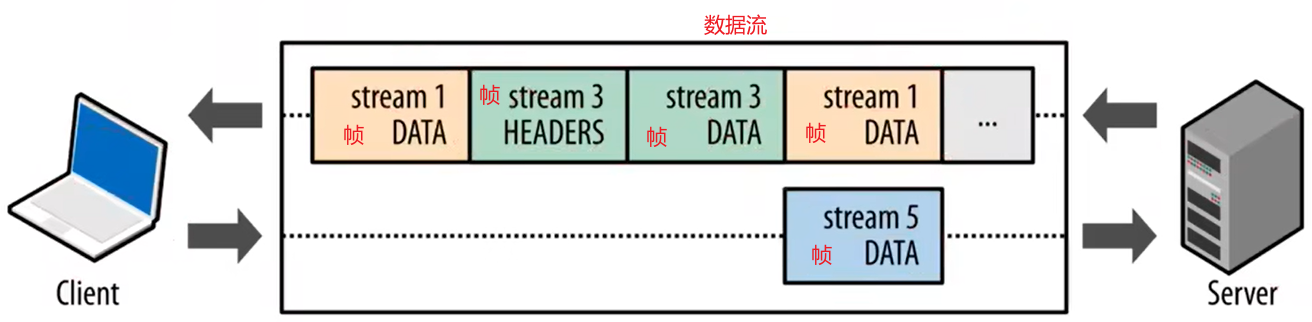 数据流
stream 1
帧 DATA
帧 stream 3
HEADERS
stream 3
帧 DATA
stream 1
帧 DATA
...
stream 5
帧 DATA
Client
Server